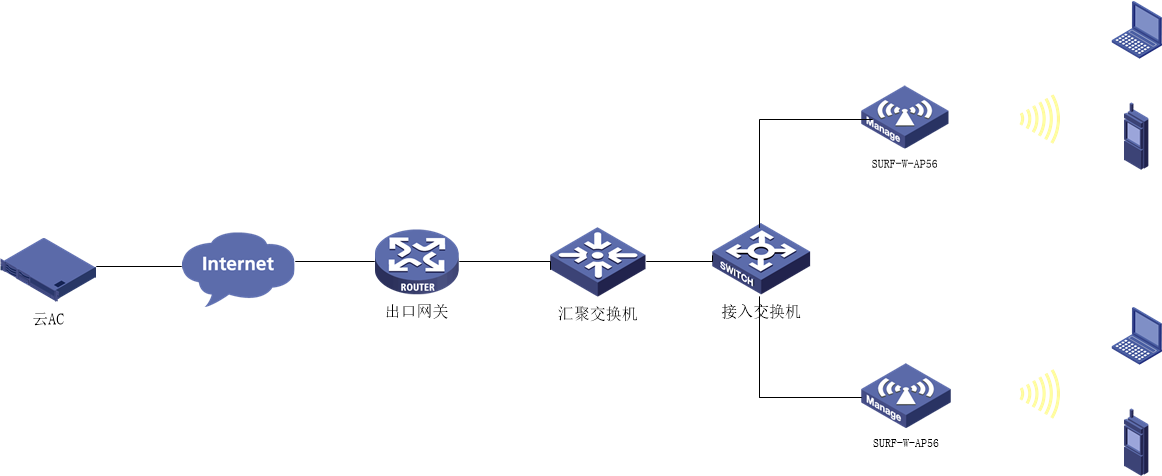 Manage
SURF-W-AP56
云AC
Internet
ROUTER
出口网关
汇聚交换机
SWITCH
接入交换机
Manage
SURF-W-AP56